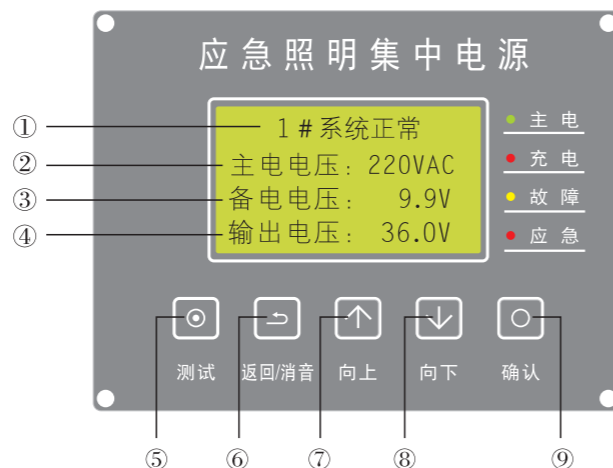 应急照明集中电源
① 1#系统正常
② 主电电压: 220VAC
③ 备电电压: 9.9V
④ 输出电压: 36.0V
主电
充电
故障
应急
测试 返回/消音 向上 向下 确认
⑤ ⑥ ⑦ ⑧ ⑨